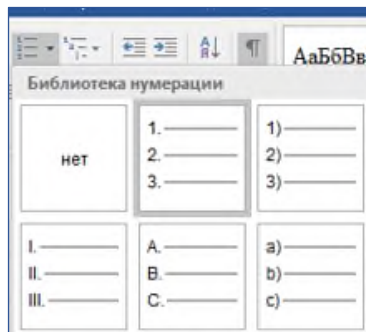 АаБбВв
Библиотека нумерации
нет
1.
2.
3.
1)
2)
3)
I.
II.
III.
A.
B.
C.
a)
b)
c)